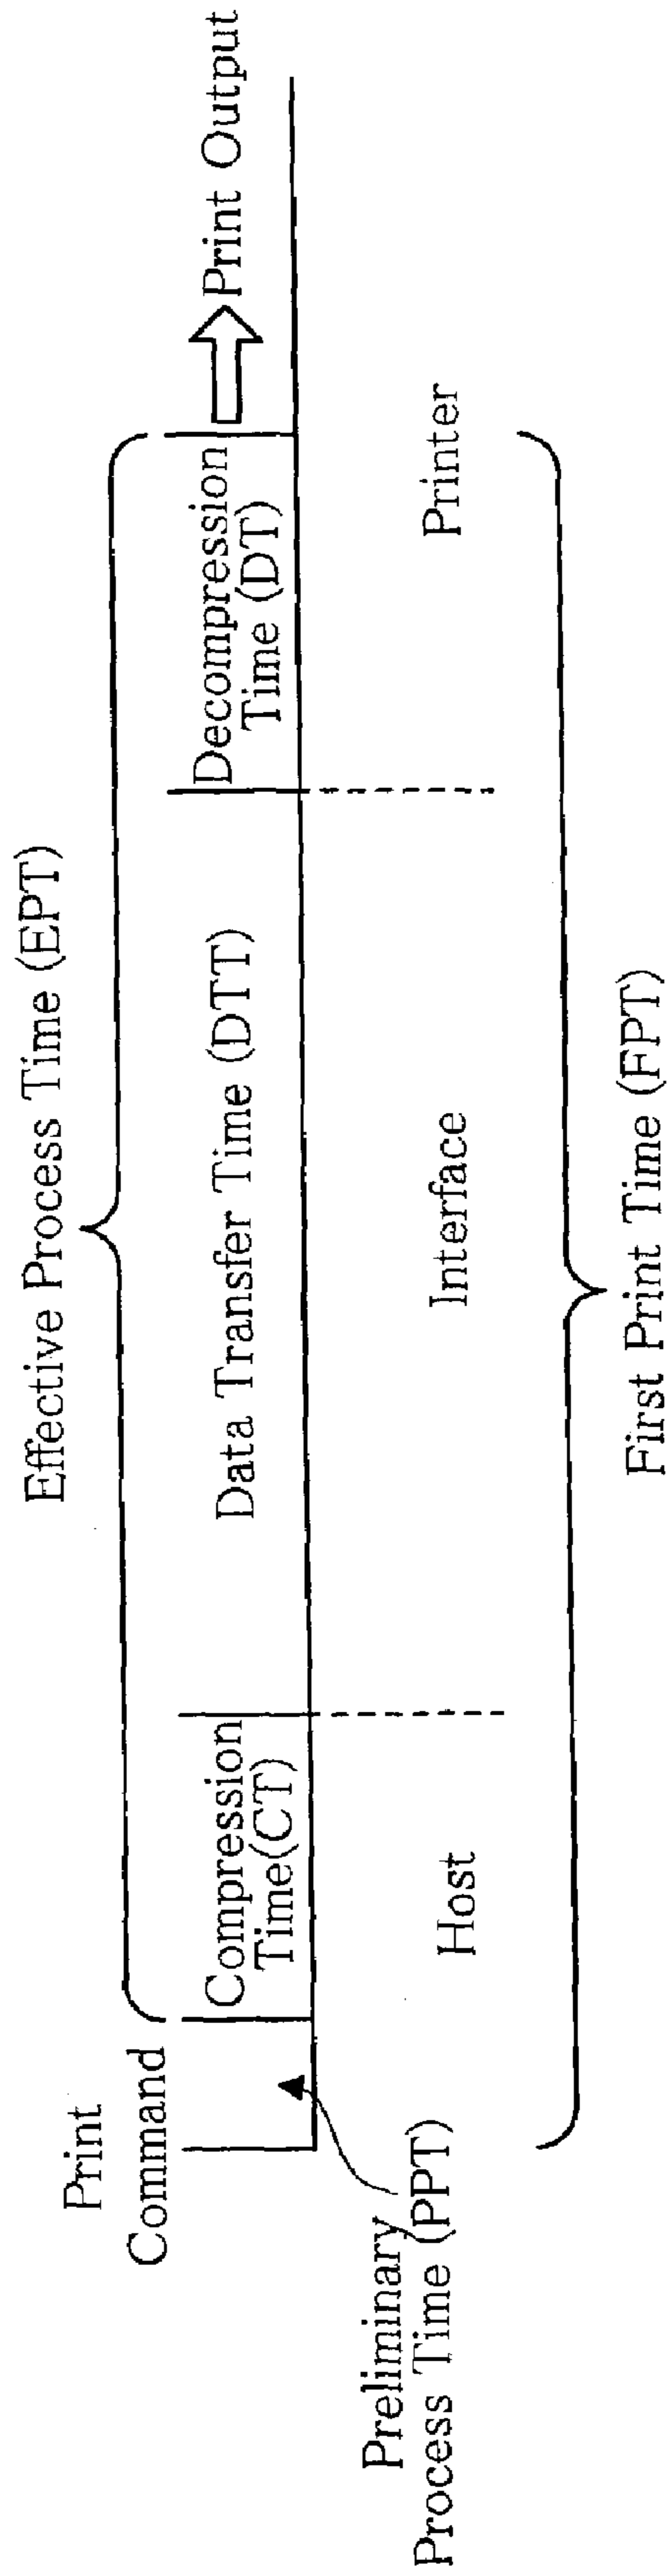 Effective Process Time (EPT)
Print
Command
Compression
Time(CT)
Data Transfer Time (DTT)
Decompression
Time (DT)
Print Output
Preliminary
Process Time (PPT)
Host
Interface
Printer
First Print Time (FPT)